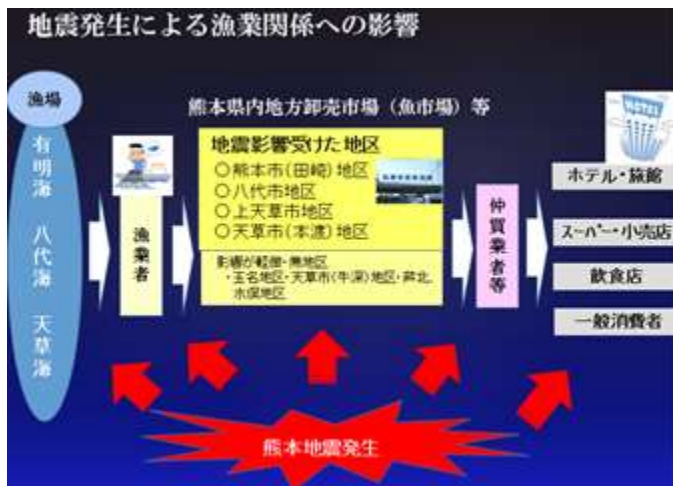 地震発生による漁業関係への影響
漁場
有明海
八代海
天草海
漁業者
熊本県内地方卸売市場（魚市場）等
地震影響受けた地区
○熊本市（田崎）地区
○八代市地区
○上天草市地区
○天草市（本渡）地区
影響が軽微・無地区
・玉名地区・天草市（牛深）地区・芦北、
水俣地区
仲買業者等
HOTEL
ホテル・旅館
スーパー・小売店
飲食店
一般消費者
熊本地震発生